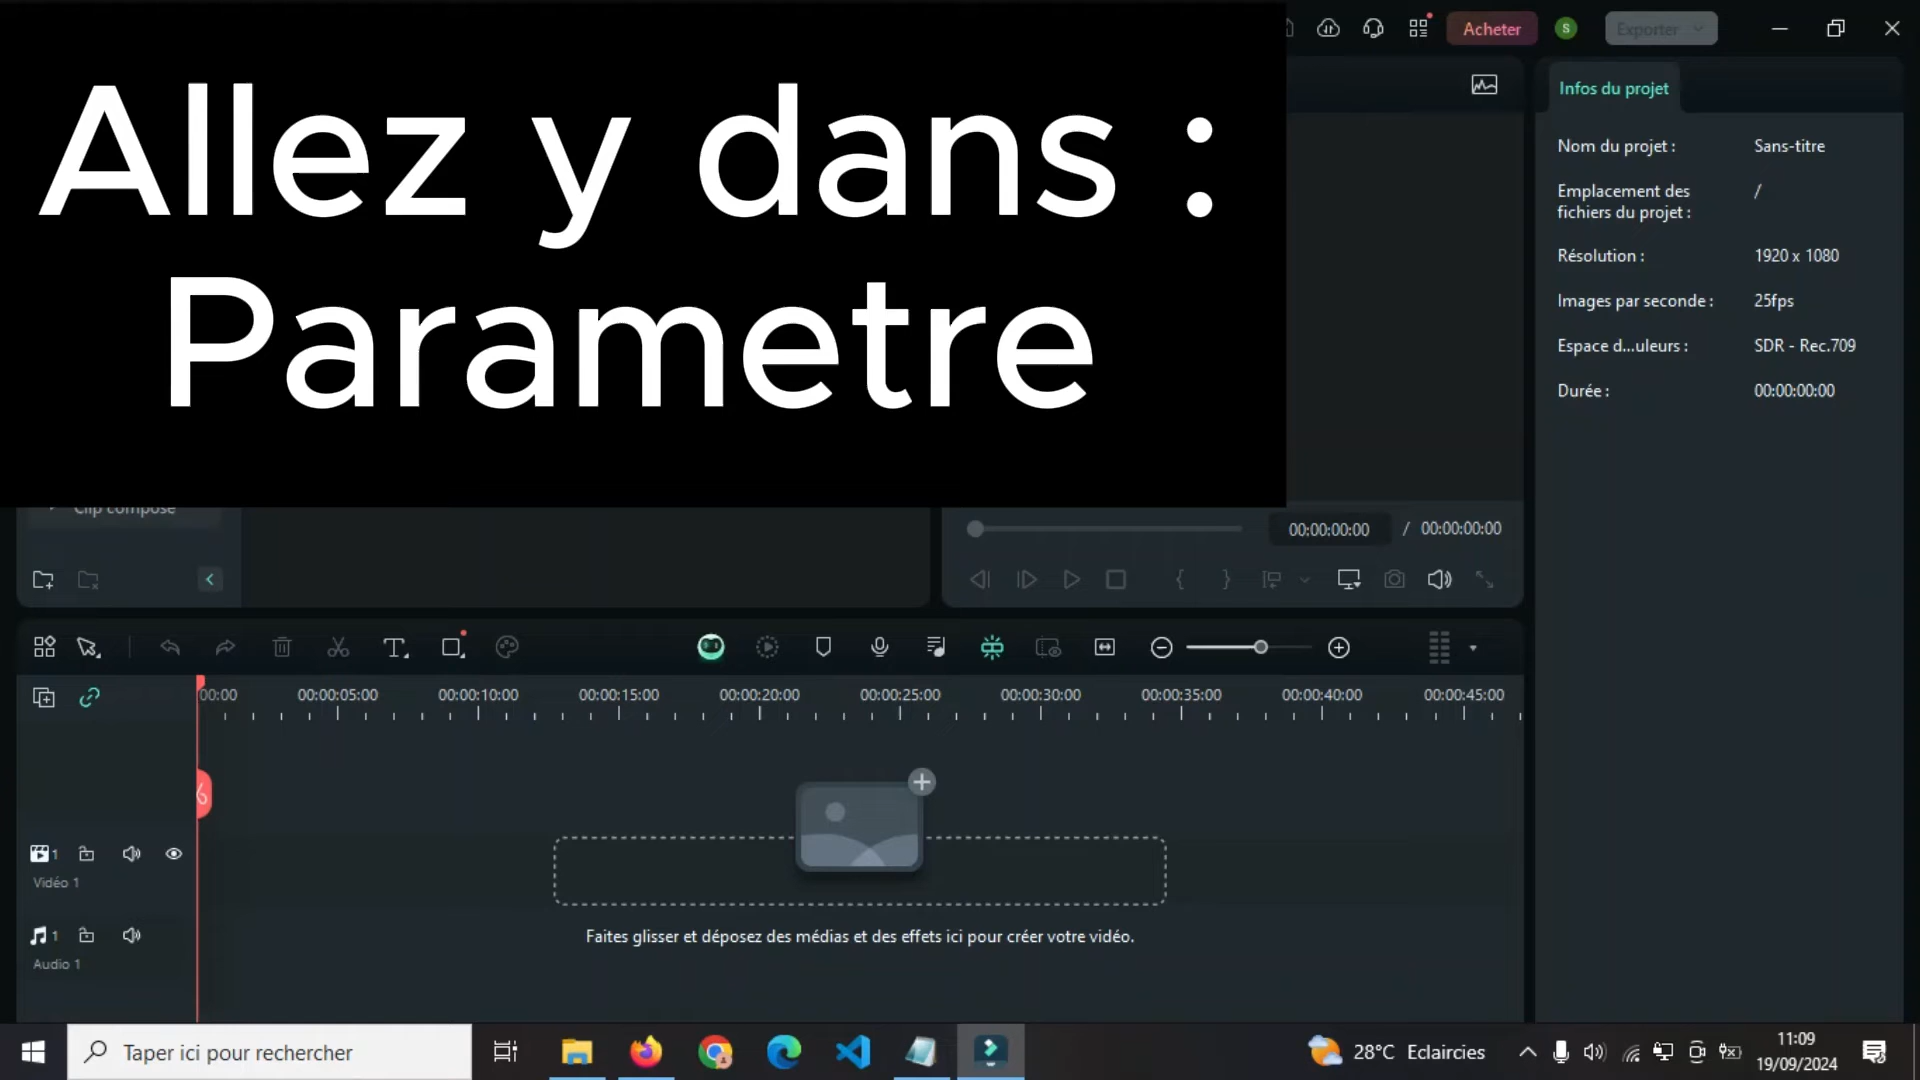 Allez y dans :
Parametre
Acheter
S
Exporter
Infos du projet
Nom du projet : Sans-titre
Emplacement des fichiers du projet : /
Résolution : 1920 x 1080
Images par seconde : 25fps
Espace d...uleurs : SDR - Rec.709
Durée : 00:00:00:00
Clip composé
00:00:00:00 / 00:00:00:00
00:00 00:00:05:00 00:00:10:00 00:00:15:00 00:00:20:00 00:00:25:00 00:00:30:00 00:00:35:00 00:00:40:00 00:00:45:00
1
Vidéo 1
Faites glisser et déposez des médias et des effets ici pour créer votre vidéo.
1
Audio 1
Taper ici pour rechercher
28°C Eclaircies
11:09
19/09/2024